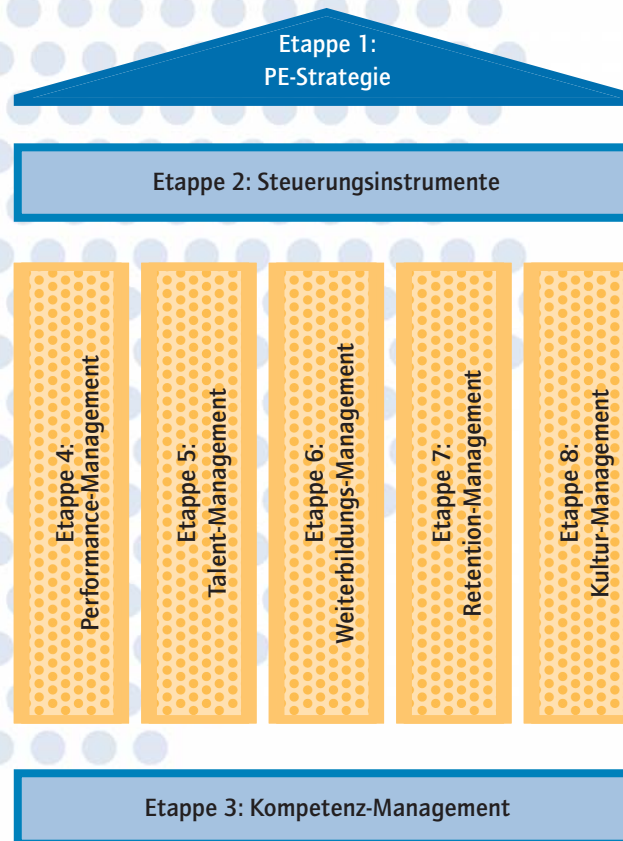 Etappe 1:
PE-Strategie
Etappe 2: Steuerungsinstrumente
Etappe 4:
Performance-Management
Etappe 5:
Talent-Management
Etappe 6:
Weiterbildungs-Management
Etappe 7:
Retention-Management
Etappe 8:
Kultur-Management
Etappe 3: Kompetenz-Management